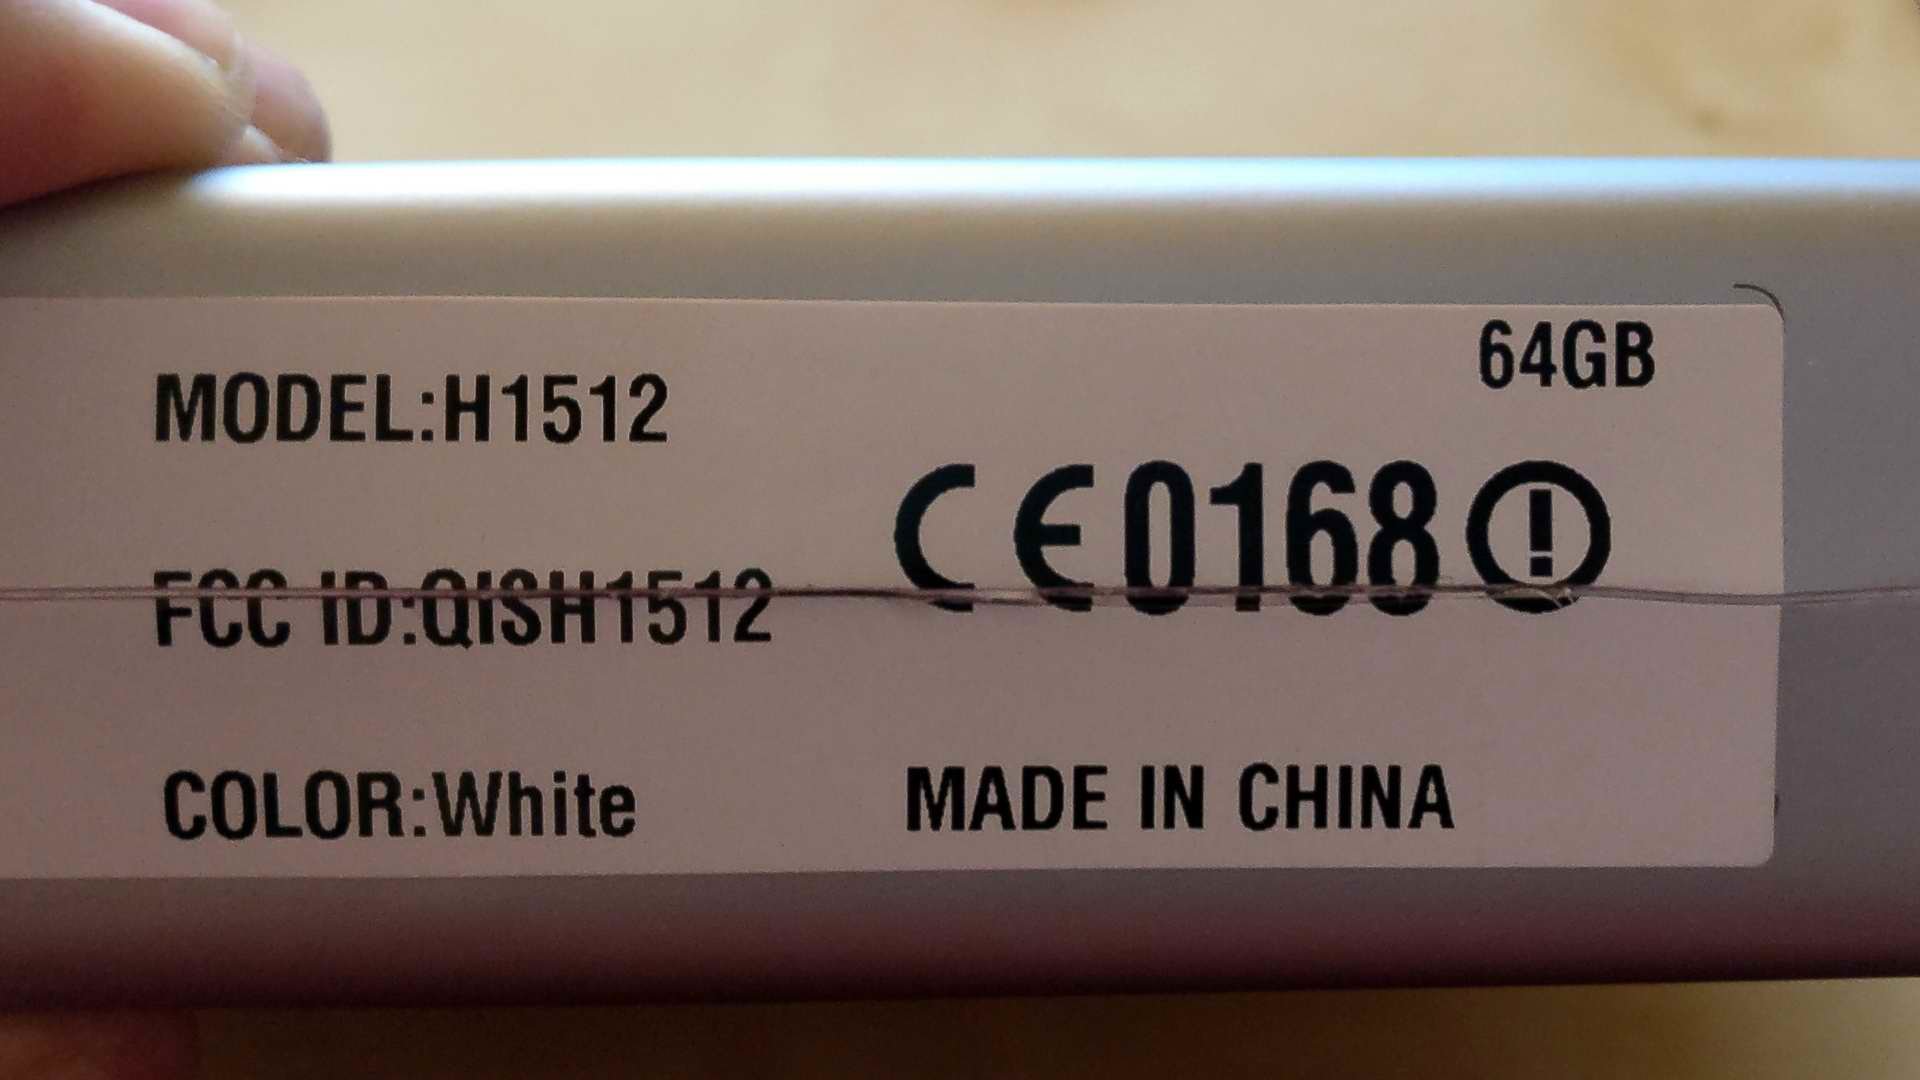 64GB
MODEL:H1512
CE0168
FCC ID:QISH1512
COLOR:White
MADE IN CHINA